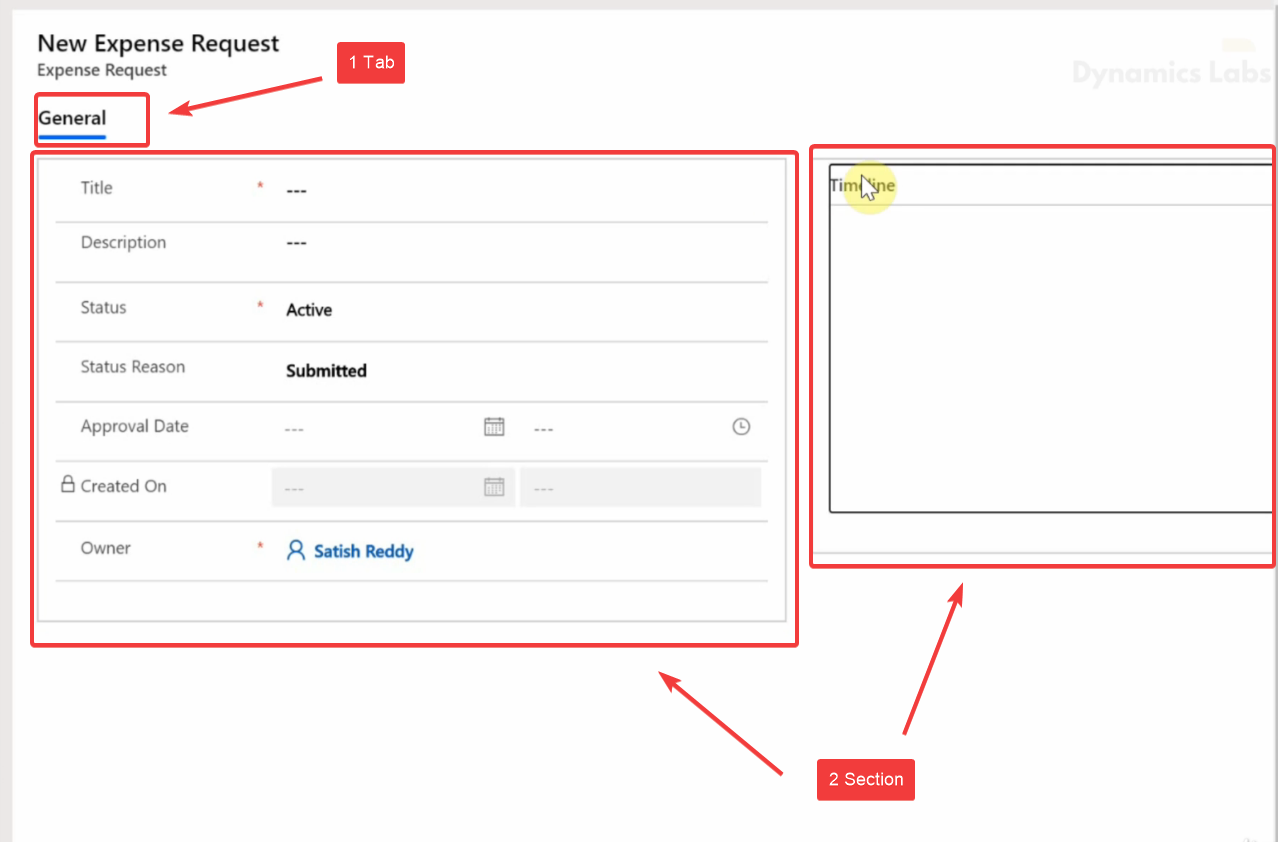 New Expense Request
Expense Request
1 Tab
Dynamics Labs
General
Title * ---
Description ---
Status * Active
Status Reason Submitted
Approval Date --- ---
Created On --- ---
Owner * Satish Reddy
Timeline
2 Section